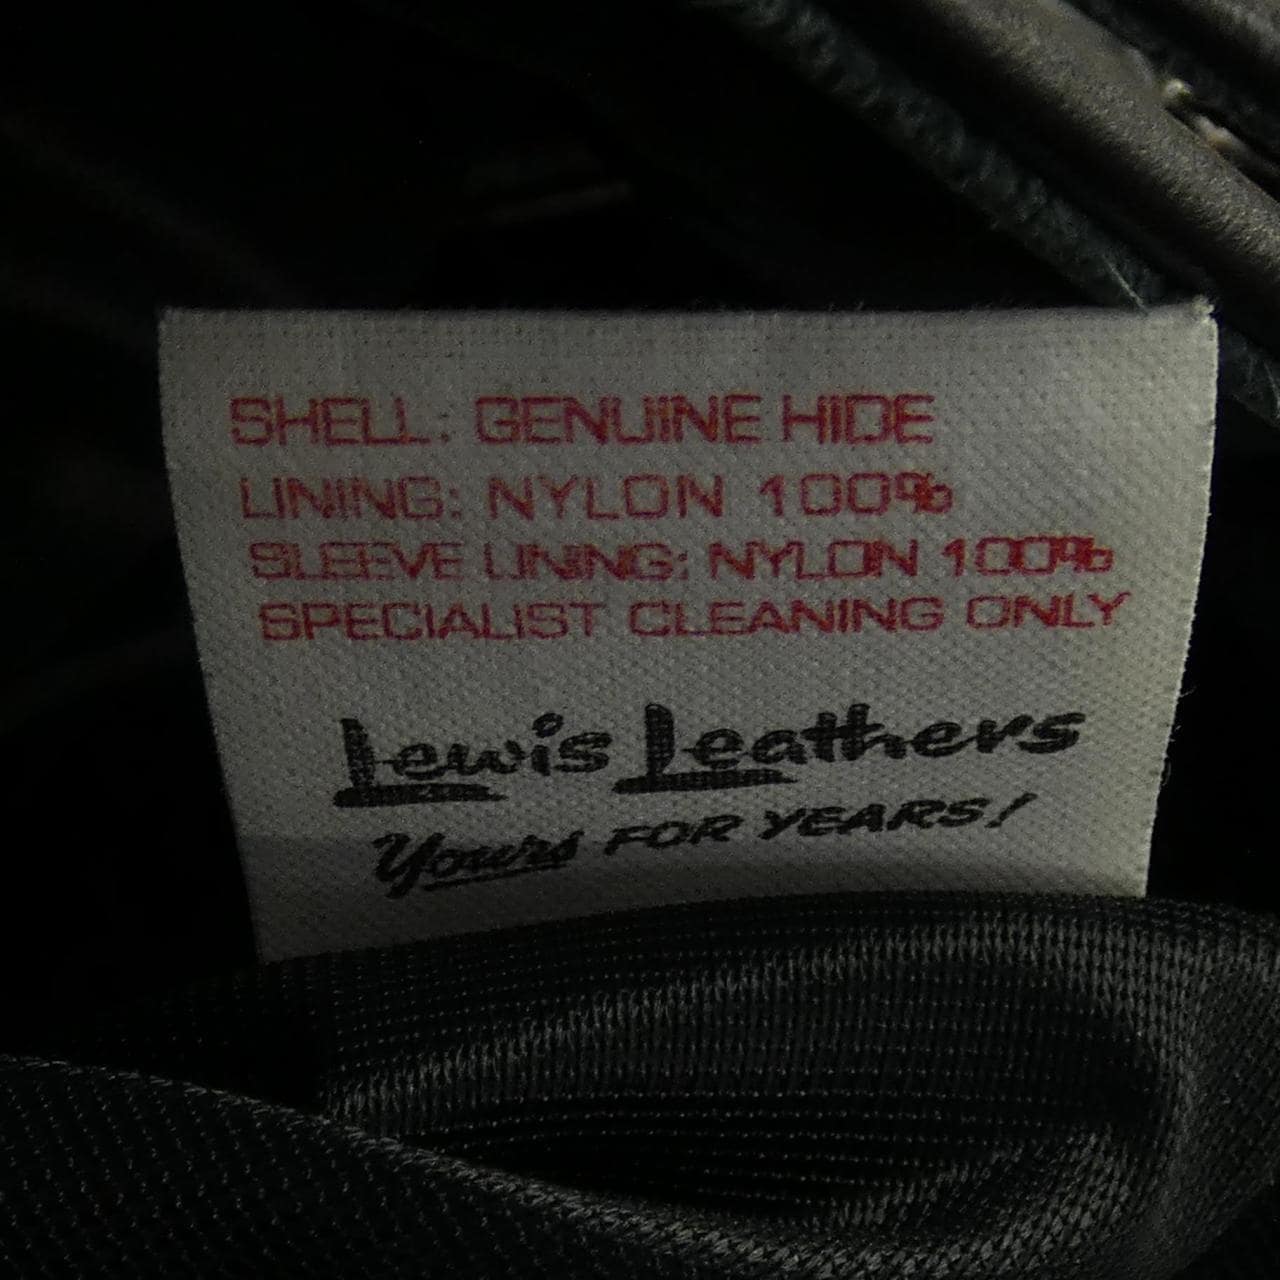 SHELL: GENUINE HIDE
LINING: NYLON 100%
SLEEVE LINING: NYLON 100%
SPECIALIST CLEANING ONLY
Lewis Leathers
Yours FOR YEARS!